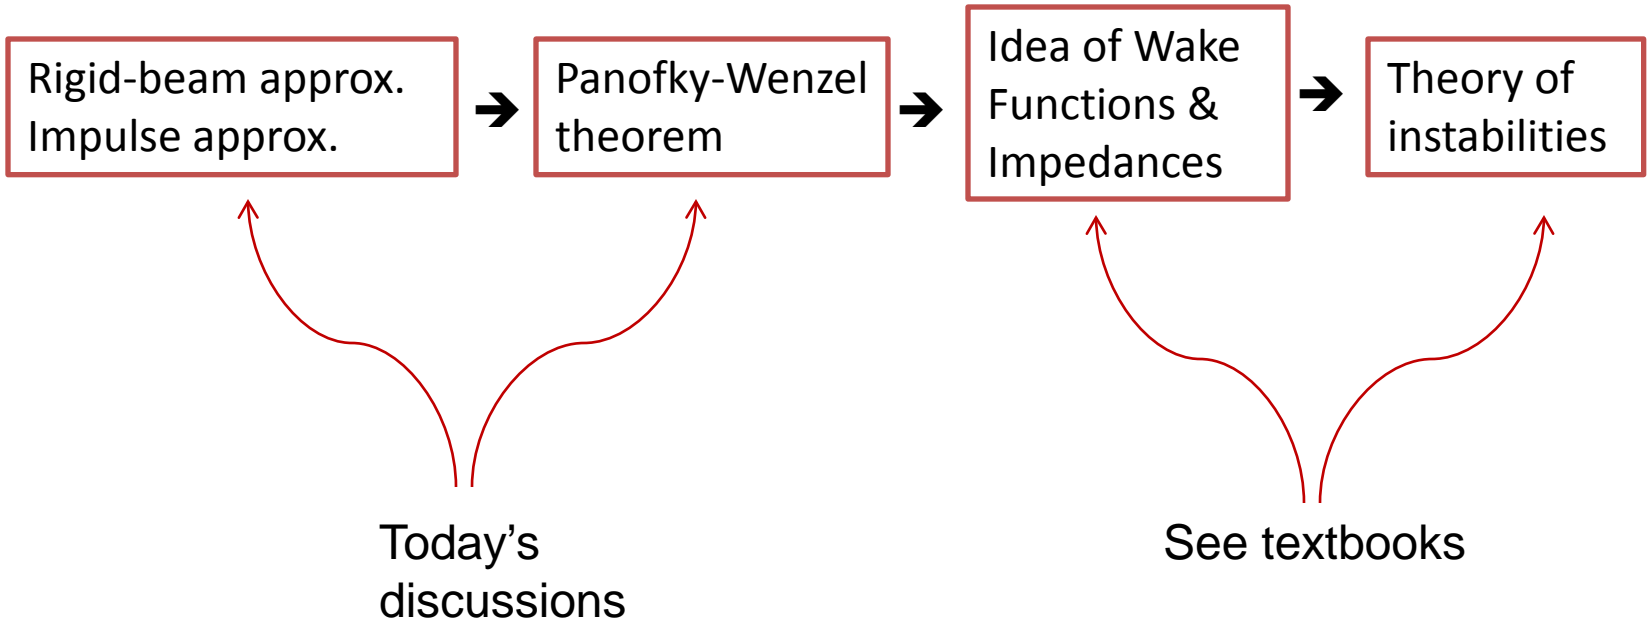 Rigid-beam approx.
Impulse approx.
➔
Panofky-Wenzel
theorem
➔
Idea of Wake
Functions &
Impedances
➔
Theory of
instabilities
Today's
discussions
See textbooks